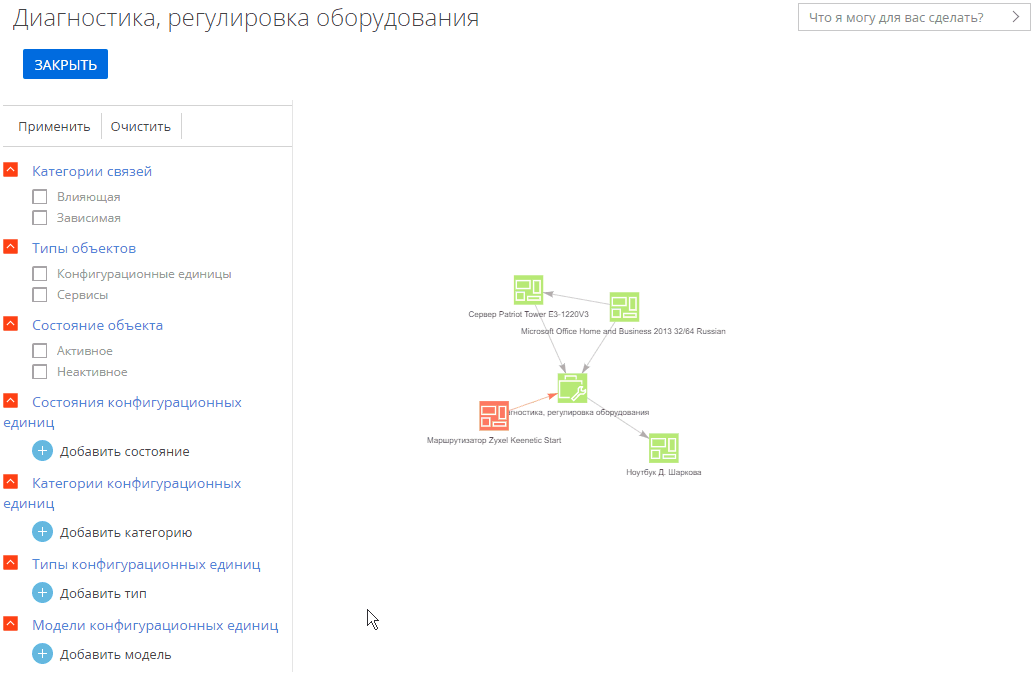 Диагностика, регулировка оборудования
Что я могу для вас сделать?
ЗАКРЫТЬ
Применить
Очистить
Категории связей
Влияющая
Зависимая
Типы объектов
Конфигурационные единицы
Сервисы
Состояние объекта
Активное
Неактивное
Состояния конфигурационных
единиц
Добавить состояние
Категории конфигурационных
единиц
Добавить категорию
Типы конфигурационных единиц
Добавить тип
Модели конфигурационных единиц
Добавить модель
Сервер Patriot Tower E3-1220V3
Microsoft Office Home and Business 2013 32/64 Russian
регулировка оборудования
Маршрутизатор Zyxel Keenetic Start
Ноутбук Д. Шаркова